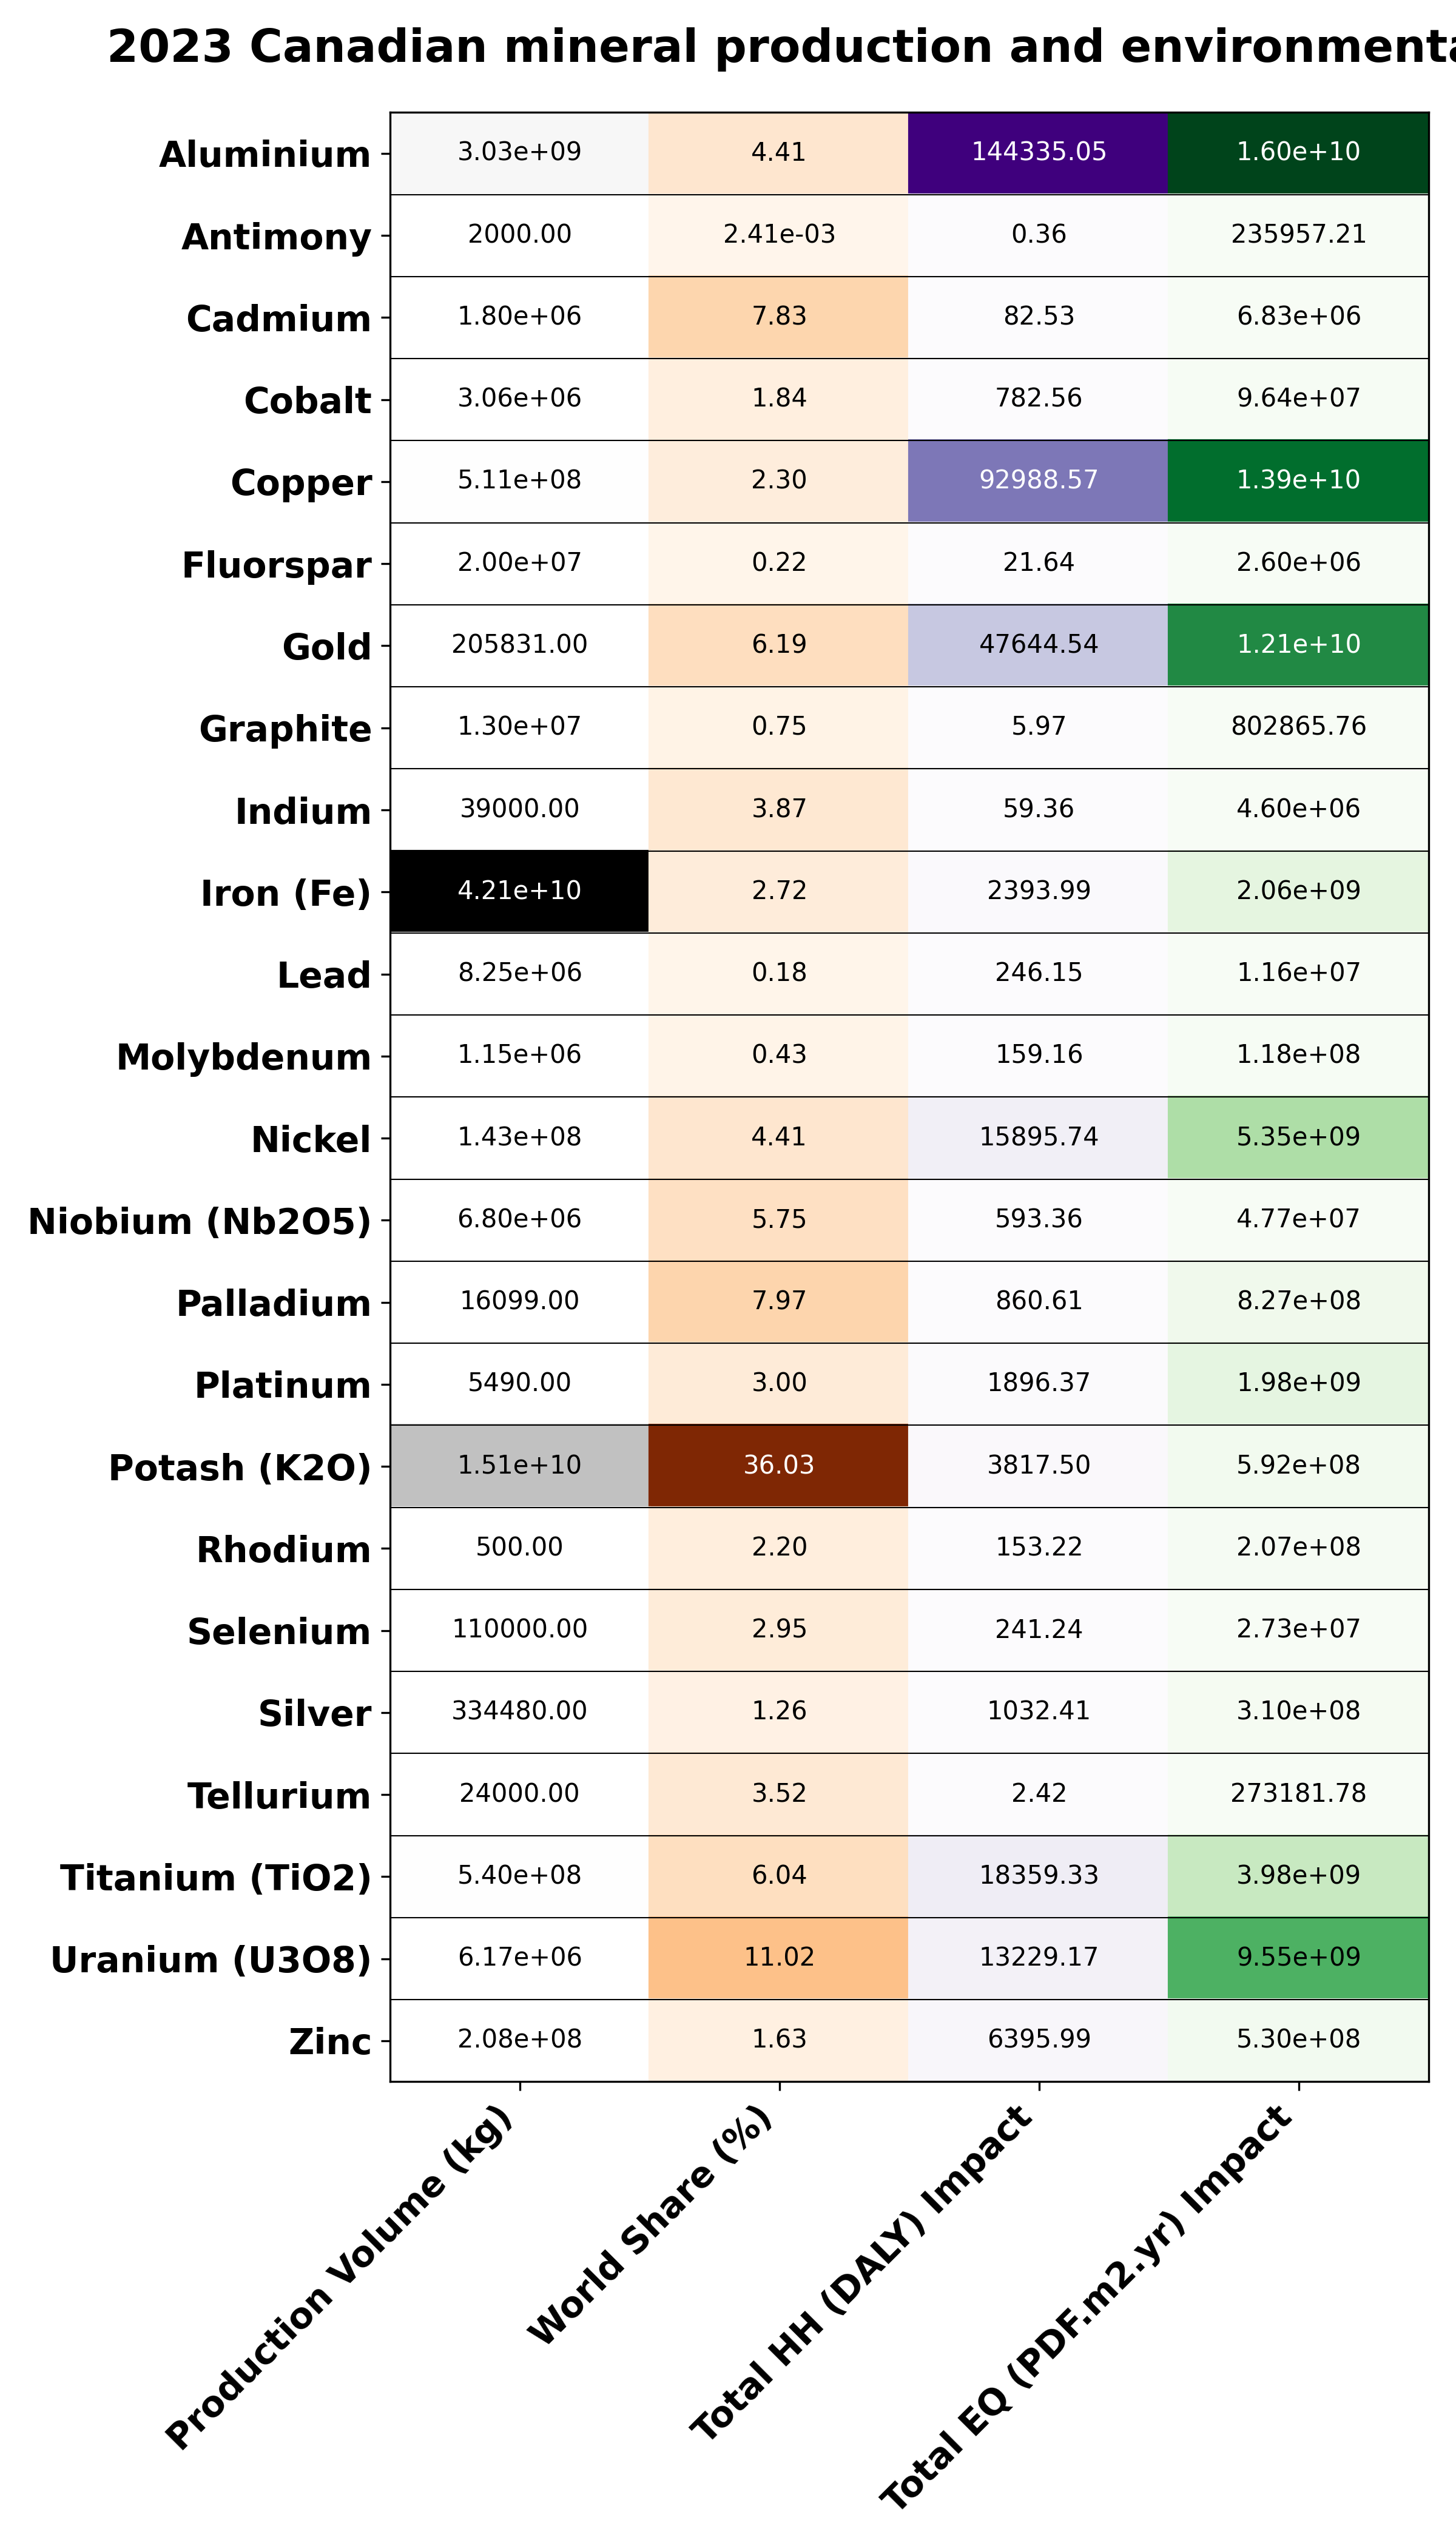 2023 Canadian mineral production and environmenta
Aluminium 3.03e+09 4.41 144335.05 1.60e+10
Antimony 2000.00 2.41e-03 0.36 235957.21
Cadmium 1.80e+06 7.83 82.53 6.83e+06
Cobalt 3.06e+06 1.84 782.56 9.64e+07
Copper 5.11e+08 2.30 92988.57 1.39e+10
Fluorspar 2.00e+07 0.22 21.64 2.60e+06
Gold 205831.00 6.19 47644.54 1.21e+10
Graphite 1.30e+07 0.75 5.97 802865.76
Indium 39000.00 3.87 59.36 4.60e+06
Iron (Fe) 4.21e+10 2.72 2393.99 2.06e+09
Lead 8.25e+06 0.18 246.15 1.16e+07
Molybdenum 1.15e+06 0.43 159.16 1.18e+08
Nickel 1.43e+08 4.41 15895.74 5.35e+09
Niobium (Nb2O5) 6.80e+06 5.75 593.36 4.77e+07
Palladium 16099.00 7.97 860.61 8.27e+08
Platinum 5490.00 3.00 1896.37 1.98e+09
Potash (K2O) 1.51e+10 36.03 3817.50 5.92e+08
Rhodium 500.00 2.20 153.22 2.07e+08
Selenium 110000.00 2.95 241.24 2.73e+07
Silver 334480.00 1.26 1032.41 3.10e+08
Tellurium 24000.00 3.52 2.42 273181.78
Titanium (TiO2) 5.40e+08 6.04 18359.33 3.98e+09
Uranium (U3O8) 6.17e+06 11.02 13229.17 9.55e+09
Zinc 2.08e+08 1.63 6395.99 5.30e+08
Production Volume (kg)
World Share (%)
Total HH (DALY) Impact
Total EQ (PDF.m2.yr) Impact